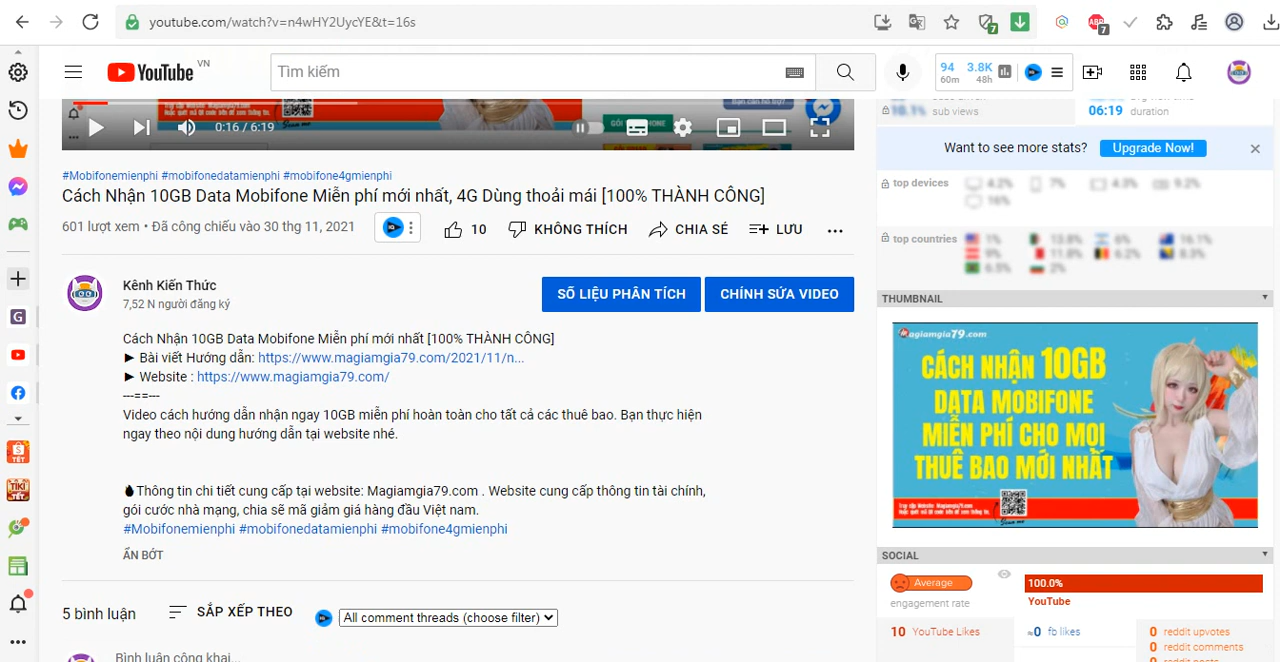 youtube.com/watch?v=n4wHY2UycYE&t=16s
7
ABP
7
YouTube VN
Tìm kiếm
94 3.8K
60m 48h
0:16 / 6:19
sub views
06:19 duration
Want to see more stats? Upgrade Now!
#Mobifonemienphi #mobifonedatamienphi #mobifone4gmienphi
Cách Nhận 10GB Data Mobifone Miễn phí mới nhất, 4G Dùng thoải mái [100% THÀNH CÔNG]
601 lượt xem • Đã công chiếu vào 30 thg 11, 2021
10 KHÔNG THÍCH CHIA SẺ LƯU
top devices
top countries
Kênh Kiến Thức
7,52 N người đăng ký
SỐ LIỆU PHÂN TÍCH
CHỈNH SỬA VIDEO
Cách Nhận 10GB Data Mobifone Miễn phí mới nhất [100% THÀNH CÔNG]
► Bài viết Hướng dẫn: https://www.magiamgia79.com/2021/11/n...
► Website : https://www.magiamgia79.com/
---==---
Video cách hướng dẫn nhận ngay 10GB miễn phí hoàn toàn cho tất cả các thuê bao. Bạn thực hiện
ngay theo nội dung hướng dẫn tại website nhé.
Thông tin chi tiết cung cấp tại website: Magiamgia79.com . Website cung cấp thông tin tài chính,
gói cước nhà mạng, chia sẽ mã giảm giá hàng đầu Việt nam.
#Mobifonemienphi #mobifonedatamienphi #mobifone4gmienphi
ẨN BỚT
5 bình luận SẮP XẾP THEO All comment threads (choose filter)
Bình luận công khai...
THUMBNAIL
Magiamgia79.com
CÁCH NHẬN 10GB
DATA MOBIFONE
MIỄN PHÍ CHO MỌI
THUÊ BAO MỚI NHẤT
Scan me
SOCIAL
Average
engagement rate
100.0%
YouTube
10 YouTube Likes
≈0 fb likes
0 reddit upvotes
0 reddit comments